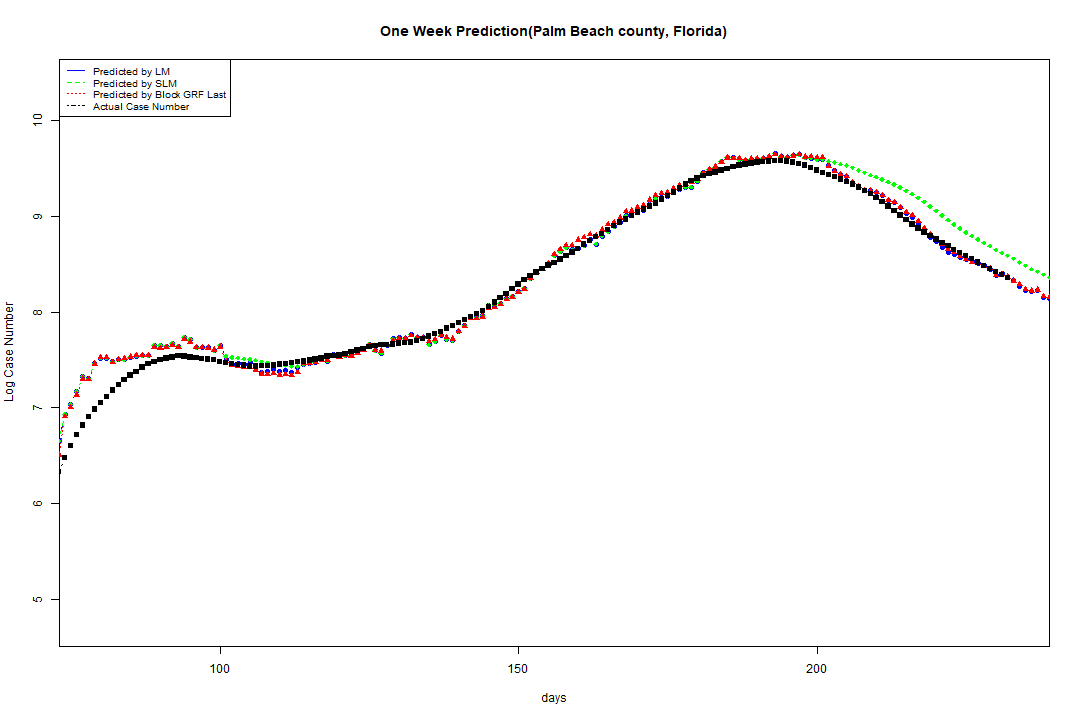 One Week Prediction(Palm Beach county, Florida)
Predicted by LM
Predicted by SLM
Predicted by Block GRF Last
Actual Case Number
10
9
8
7
6
5
Log Case Number
100 150 200
days